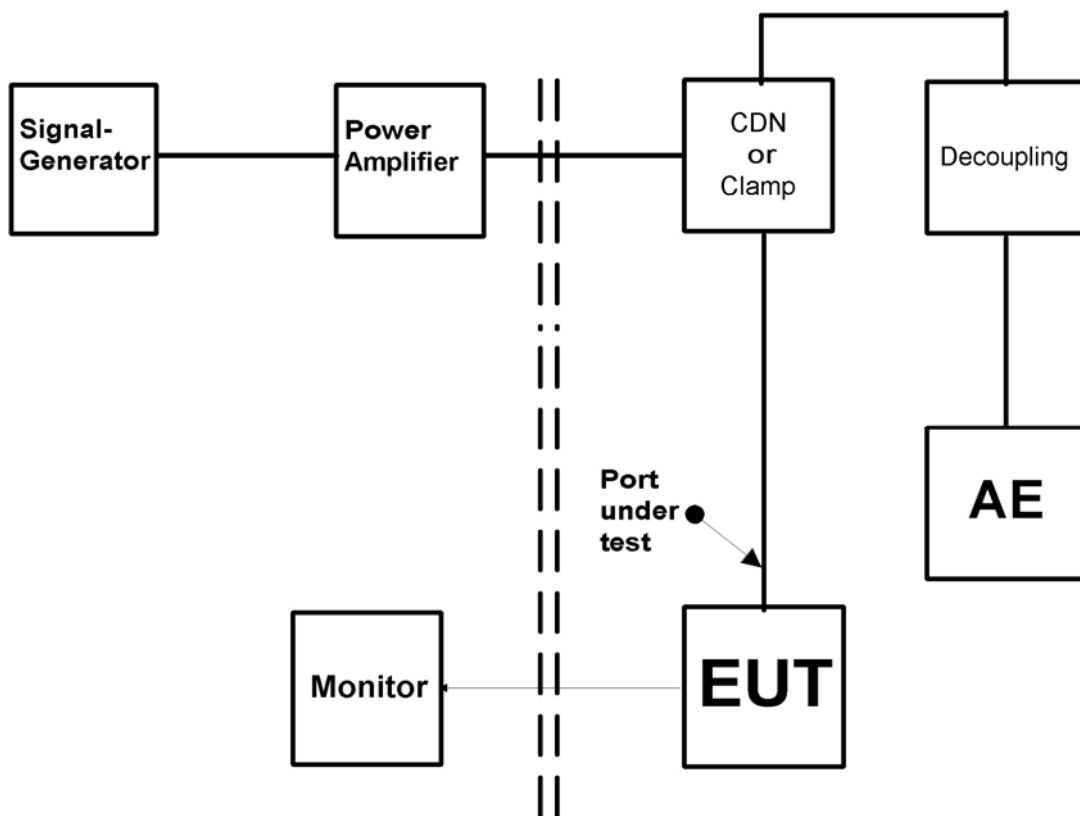 Signal-
Generator
Power
Amplifier
CDN
or
Clamp
Decoupling
Port
under
test
AE
Monitor
EUT